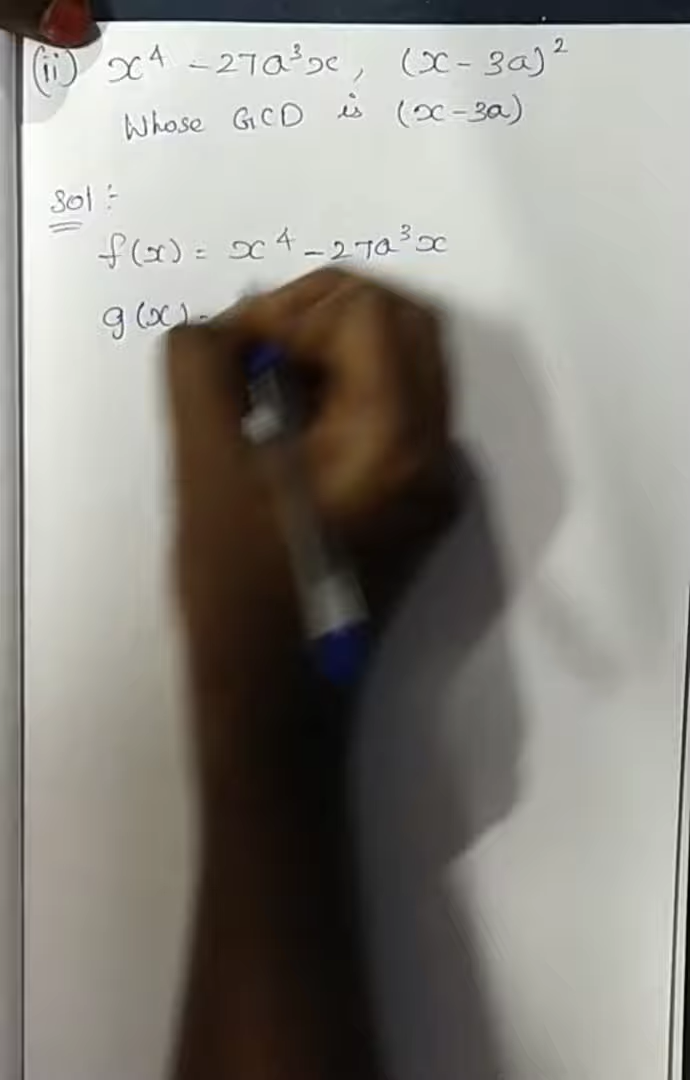 (ii) x⁴ - 27a³x, (x - 3a)²
Whose GCD is (x - 3a)
Sol :-
f(x) = x⁴ - 27a³x
g(x) =